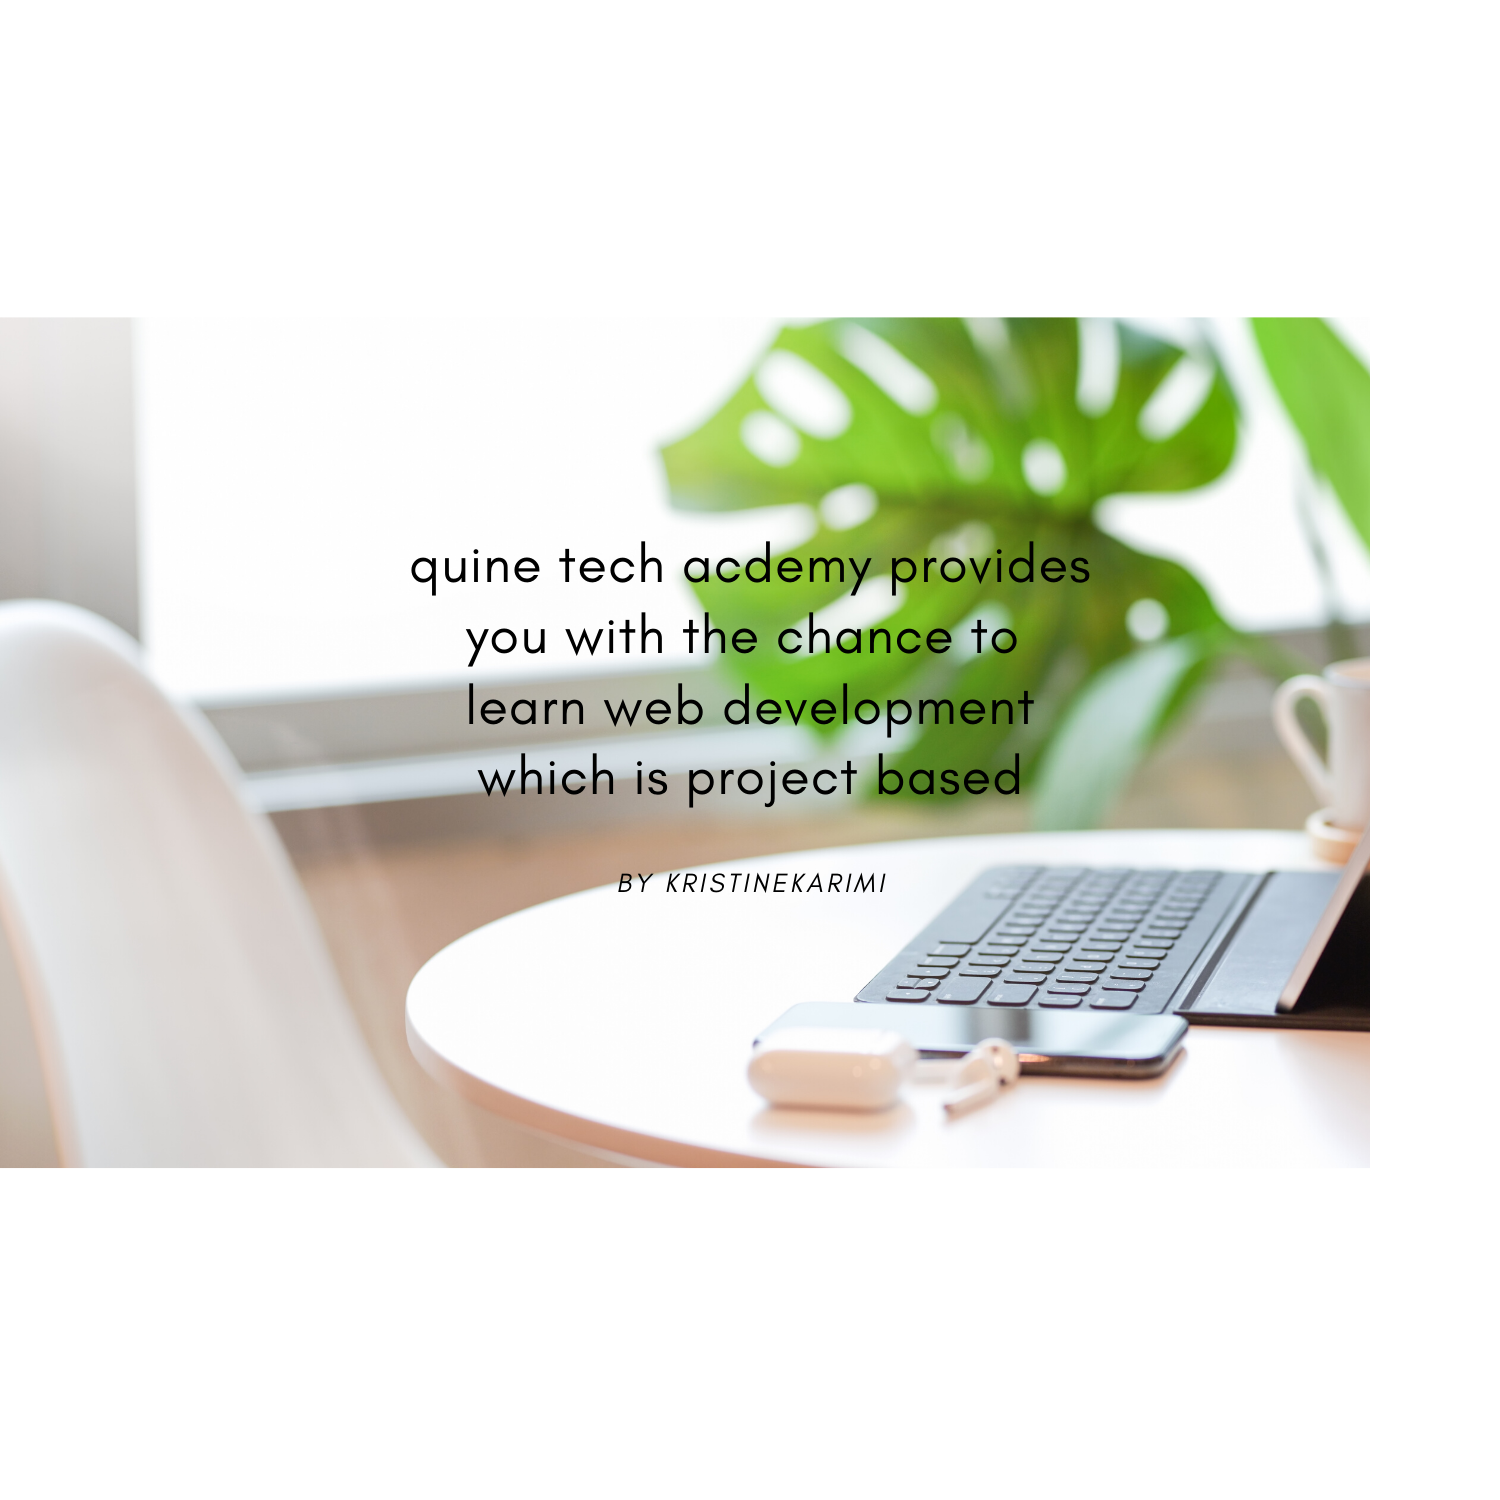 quine tech acdemy provides
you with the chance to
learn web development
which is project based
BY KRISTINEKARIMI